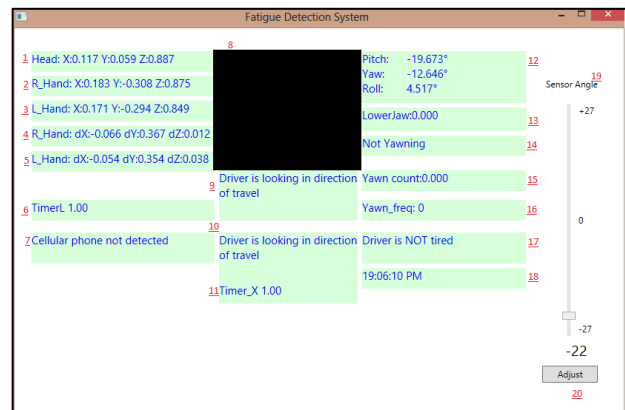 Fatigue Detection System
8
1 Head: X:0.117 Y:0.059 Z:0.887
2 R_Hand: X:0.183 Y:-0.308 Z:0.875
3 L_Hand: X:0.171 Y:-0.294 Z:0.849
4 R_Hand: dX:-0.066 dY:0.367 dZ:0.012
5 L_Hand: dX:-0.054 dY:0.354 dZ:0.038
6 TimerL 1.00
7 Cellular phone not detected
9 Driver is looking in direction
of travel
10
Driver is looking in direction
of travel
11 Timer_X 1.00
Pitch: -19.673° 12
Yaw: -12.646°
Roll: 4.517°
LowerJaw:0.000 13
Not Yawning 14
Yawn count:0.000 15
Yawn_freq: 0 16
Driver is NOT tired 17
19:06:10 PM 18
19
Sensor Angle
+27
0
-27
-22
Adjust
20